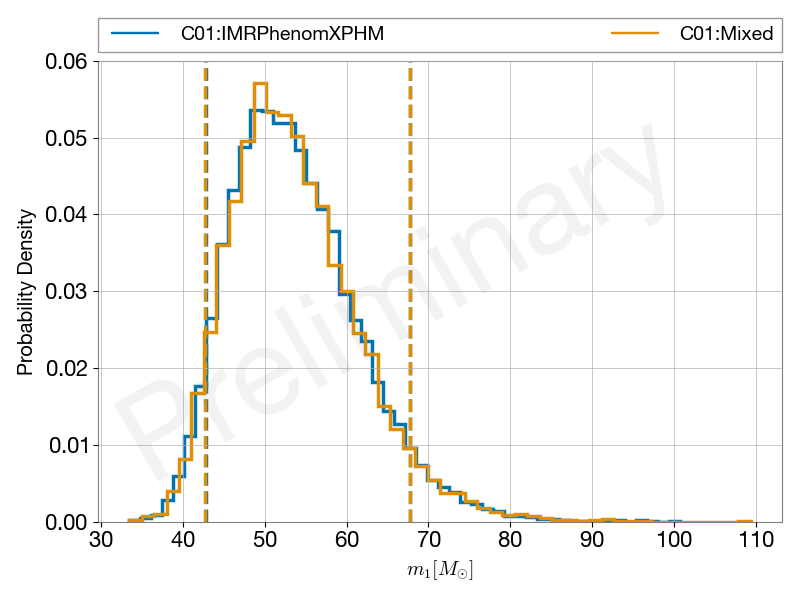 C01:IMRPhenomXPHM C01:Mixed
0.06
0.05
0.04
0.03
0.02
0.01
0.00
Probability Density
Preliminary
30 40 50 60 70 80 90 100 110
m₁[M⊙]